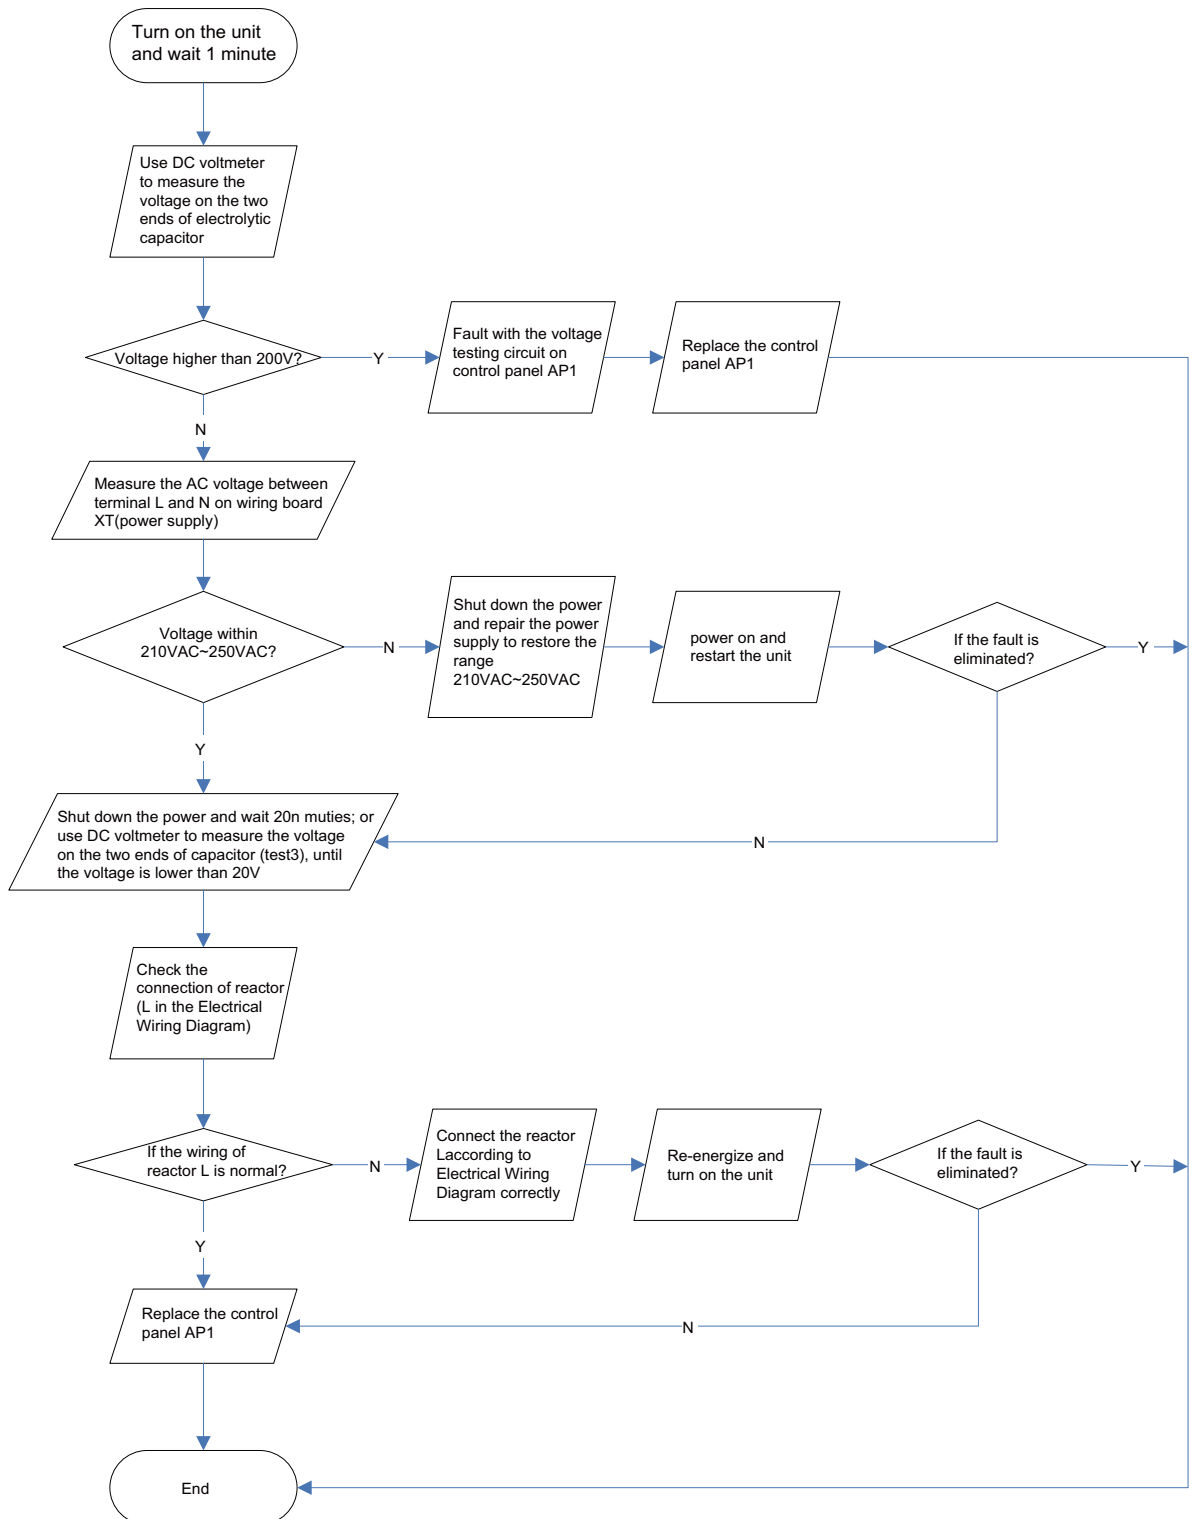 Turn on the unit
and wait 1 minute
Use DC voltmeter
to measure the
voltage on the two
ends of electrolytic
capacitor
Voltage higher than 200V?
Y
Fault with the voltage
testing circuit on
control panel AP1
Replace the control
panel AP1
N
Measure the AC voltage between
terminal L and N on wiring board
XT(power supply)
Voltage within
210VAC~250VAC?
N
Shut down the power
and repair the power
supply to restore the
range
210VAC~250VAC
power on and
restart the unit
If the fault is
eliminated?
Y
Y
Shut down the power and wait 20n muties; or
use DC voltmeter to measure the voltage
on the two ends of capacitor (test3), until
the voltage is lower than 20V
N
Check the
connection of reactor
(L in the Electrical
Wiring Diagram)
If the wiring of
reactor L is normal?
N
Connect the reactor
Laccording to
Electrical Wiring
Diagram correctly
Re-energize and
turn on the unit
If the fault is
eliminated?
Y
Y
Replace the control
panel AP1
N
End